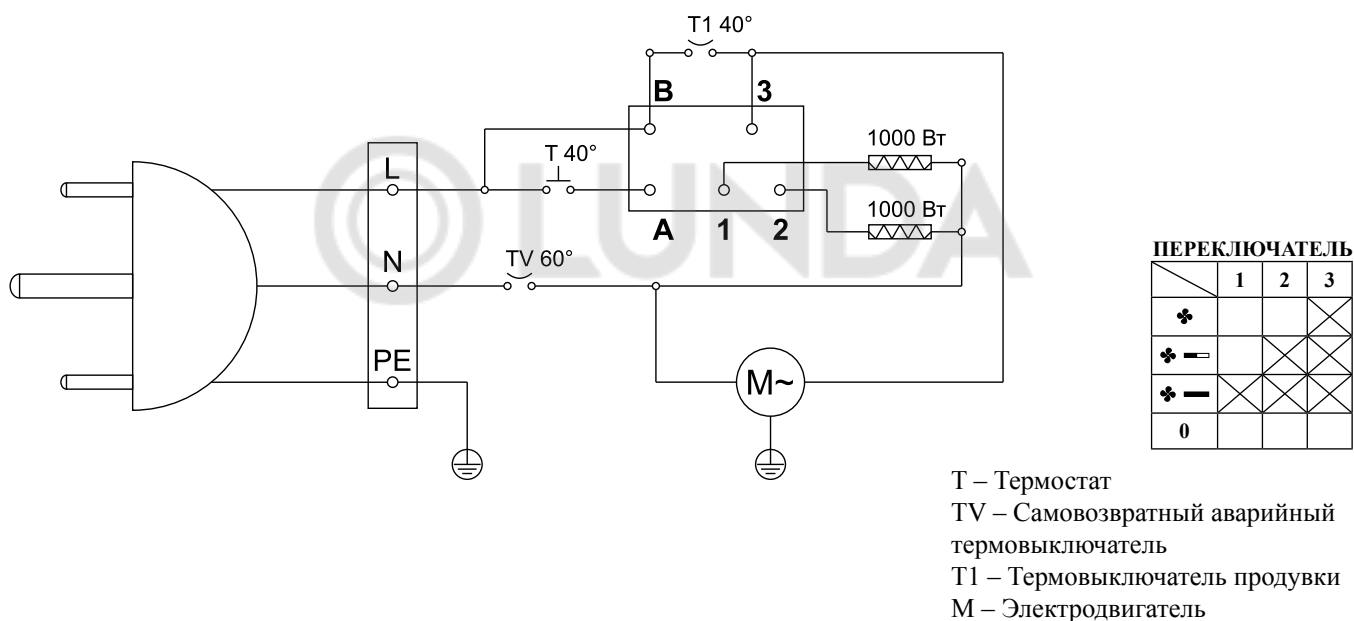 T1 40°
B
3
1000 Вт
L
T 40°
1000 Вт
A
1
2
N
TV 60°
LUNDA
PE
M~
ПЕРЕКЛЮЧАТЕЛЬ
1 2 3
0
Т – Термостат
TV – Самовозвратный аварийный
термовыключатель
Т1 – Термовыключатель продувки
М – Электродвигатель